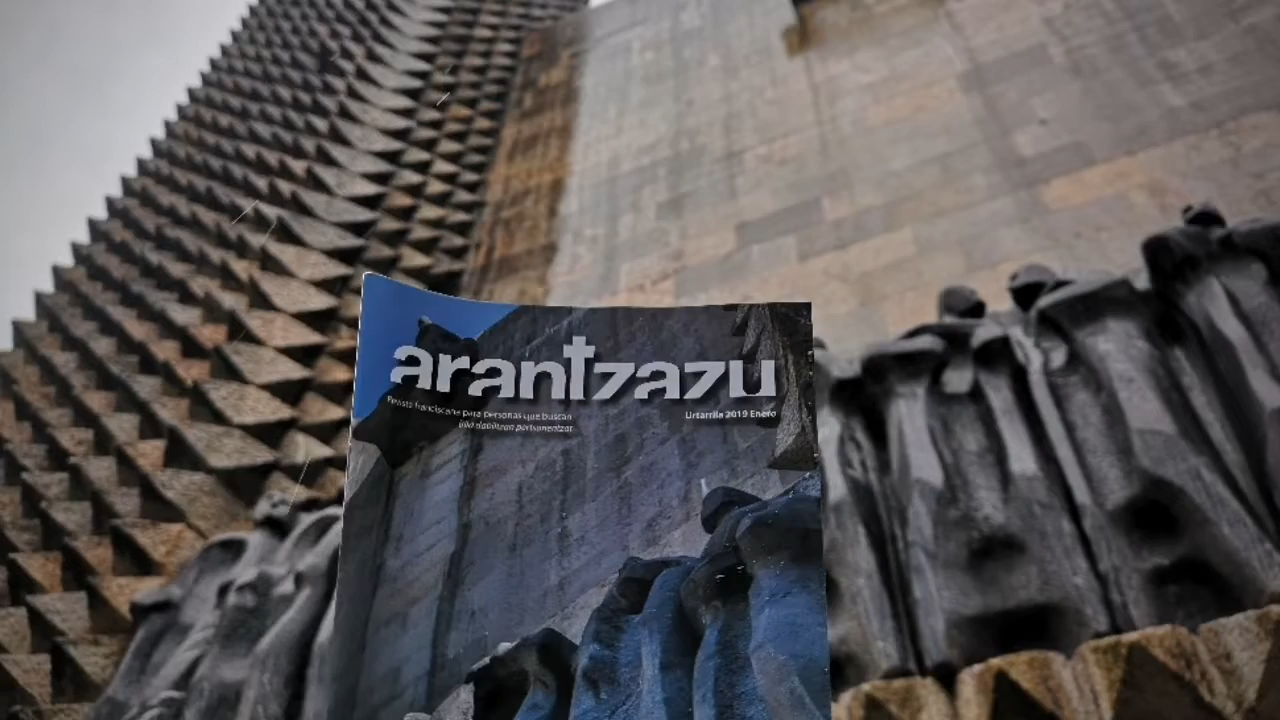 arantzazu
Revista franciscana para personas que buscan
Urtarrila 2019 Enero
bila dabiltzan pertsonentzat